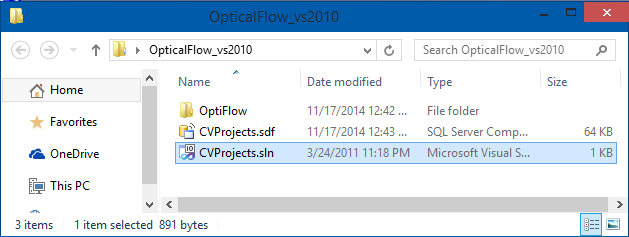 OpticalFlow_vs2010
OpticalFlow_vs2010 Search OpticalFlow_vs2010
Home Name Date modified Type Size
Favorites OptiFlow 11/17/2014 12:42 ... File folder
CVProjects.sdf 11/17/2014 12:43 ... SQL Server Comp... 64 KB
OneDrive CVProjects.sln 3/24/2011 11:18 PM Microsoft Visual S... 1 KB
This PC
3 items 1 item selected 891 bytes